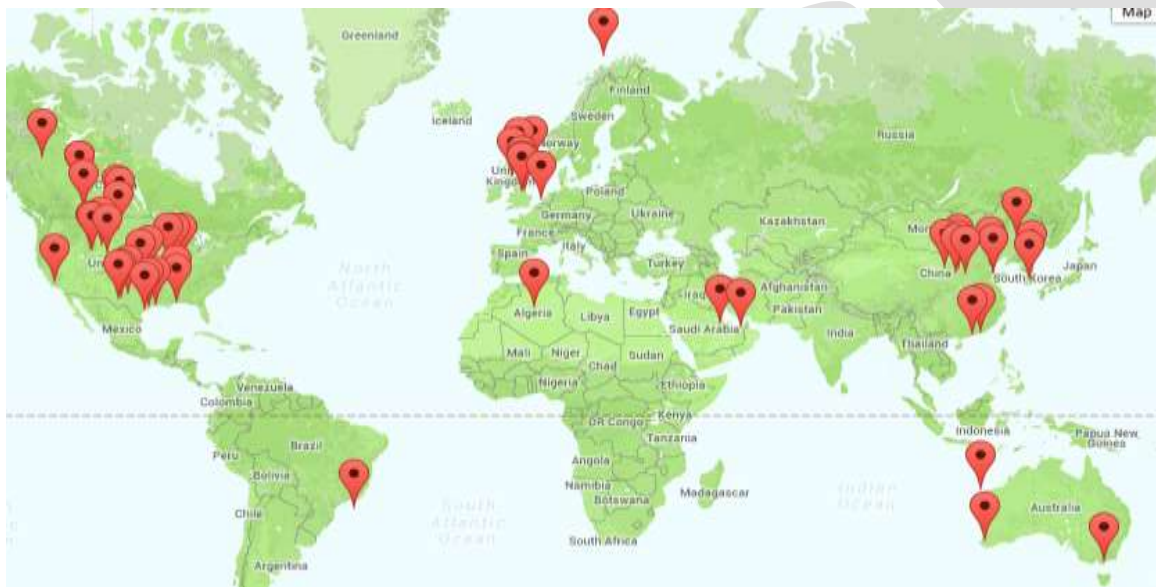 Map
Greenland
Finland
Iceland
Sweden
Norway
Russia
United
Kingdom
Poland
Germany
Ukraine
Kazakhstan
France
Italy
Spain
Turkey
China
South Korea
Japan
North
Atlantic
Ocean
Iraq
Afghanistan
Pakistan
Algeria
Libya
Egypt
Saudi Arabia
India
Thailand
Mexico
Mali
Niger
Chad
Sudan
Nigeria
Ethiopia
Venezuela
Colombia
DR Congo
Kenya
Tanzania
Indonesia
Papua New
Guinea
Brazil
Peru
Bolivia
Angola
Namibia
Botswana
Madagascar
Chile
South
Atlantic
Ocean
Indian
Ocean
Australia
South Africa
Argentina